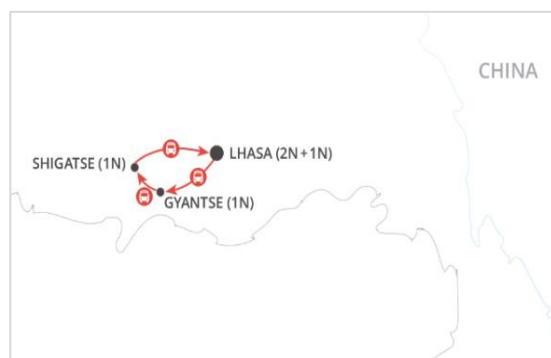 CHINA
SHIGATSE (1N)
LHASA (2N+1N)
GYANTSE (1N)